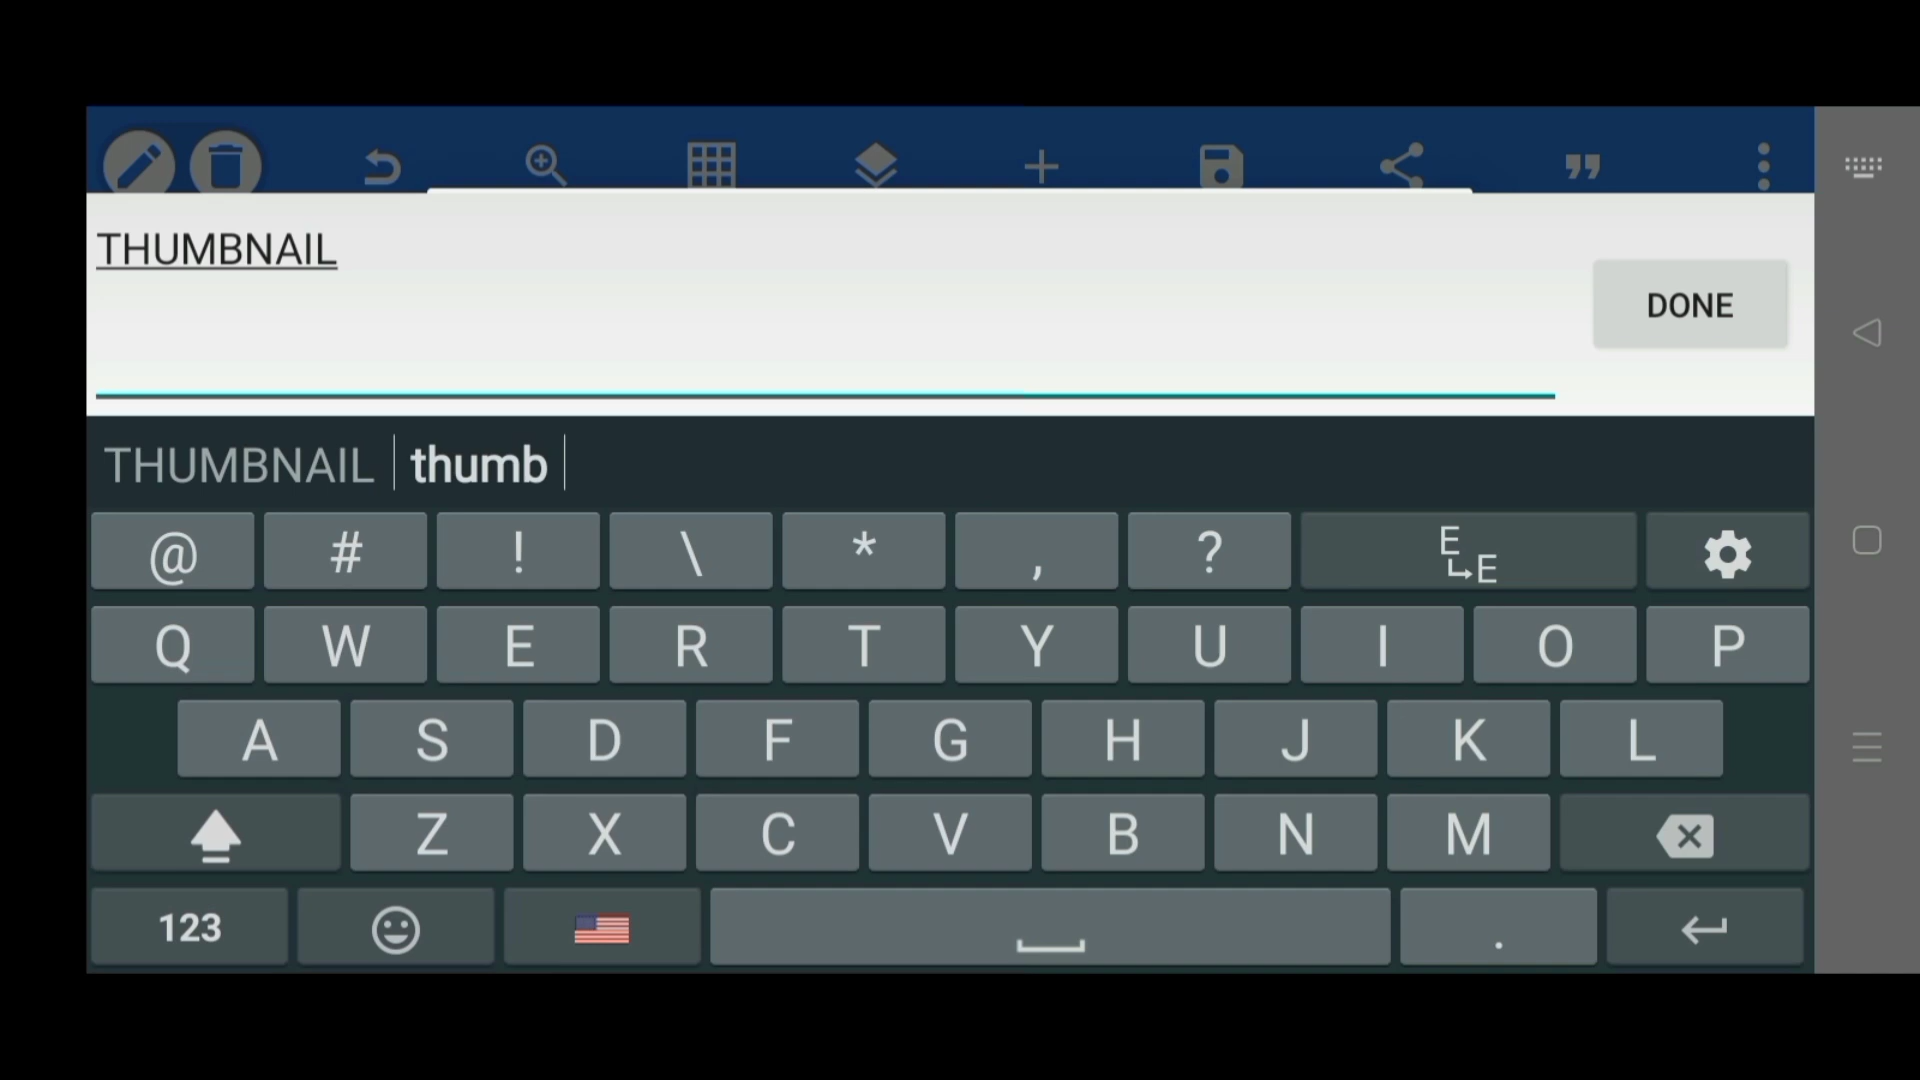 THUMBNAIL
DONE
THUMBNAIL thumb
@ # ! \ * , ? E E
Q W E R T Y U I O P
A S D F G H J K L
Z X C V B N M
123 .